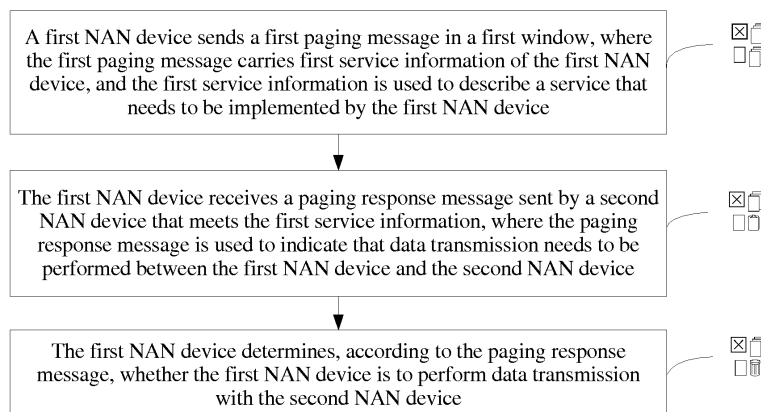 A first NAN device sends a first paging message in a first window, where
the first paging message carries first service information of the first NAN
device, and the first service information is used to describe a service that
needs to be implemented by the first NAN device
The first NAN device receives a paging response message sent by a second
NAN device that meets the first service information, where the paging
response message is used to indicate that data transmission needs to be
performed between the first NAN device and the second NAN device
The first NAN device determines, according to the paging response
message, whether the first NAN device is to perform data transmission
with the second NAN device